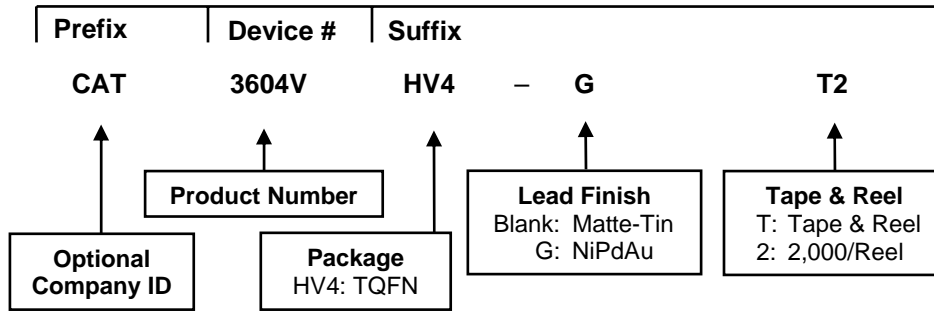 Prefix Device # Suffix
CAT 3604V HV4 – G T2
Product Number
Optional
Company ID
Package
HV4: TQFN
Lead Finish
Blank: Matte-Tin
G: NiPdAu
Tape & Reel
T: Tape & Reel
2: 2,000/Reel